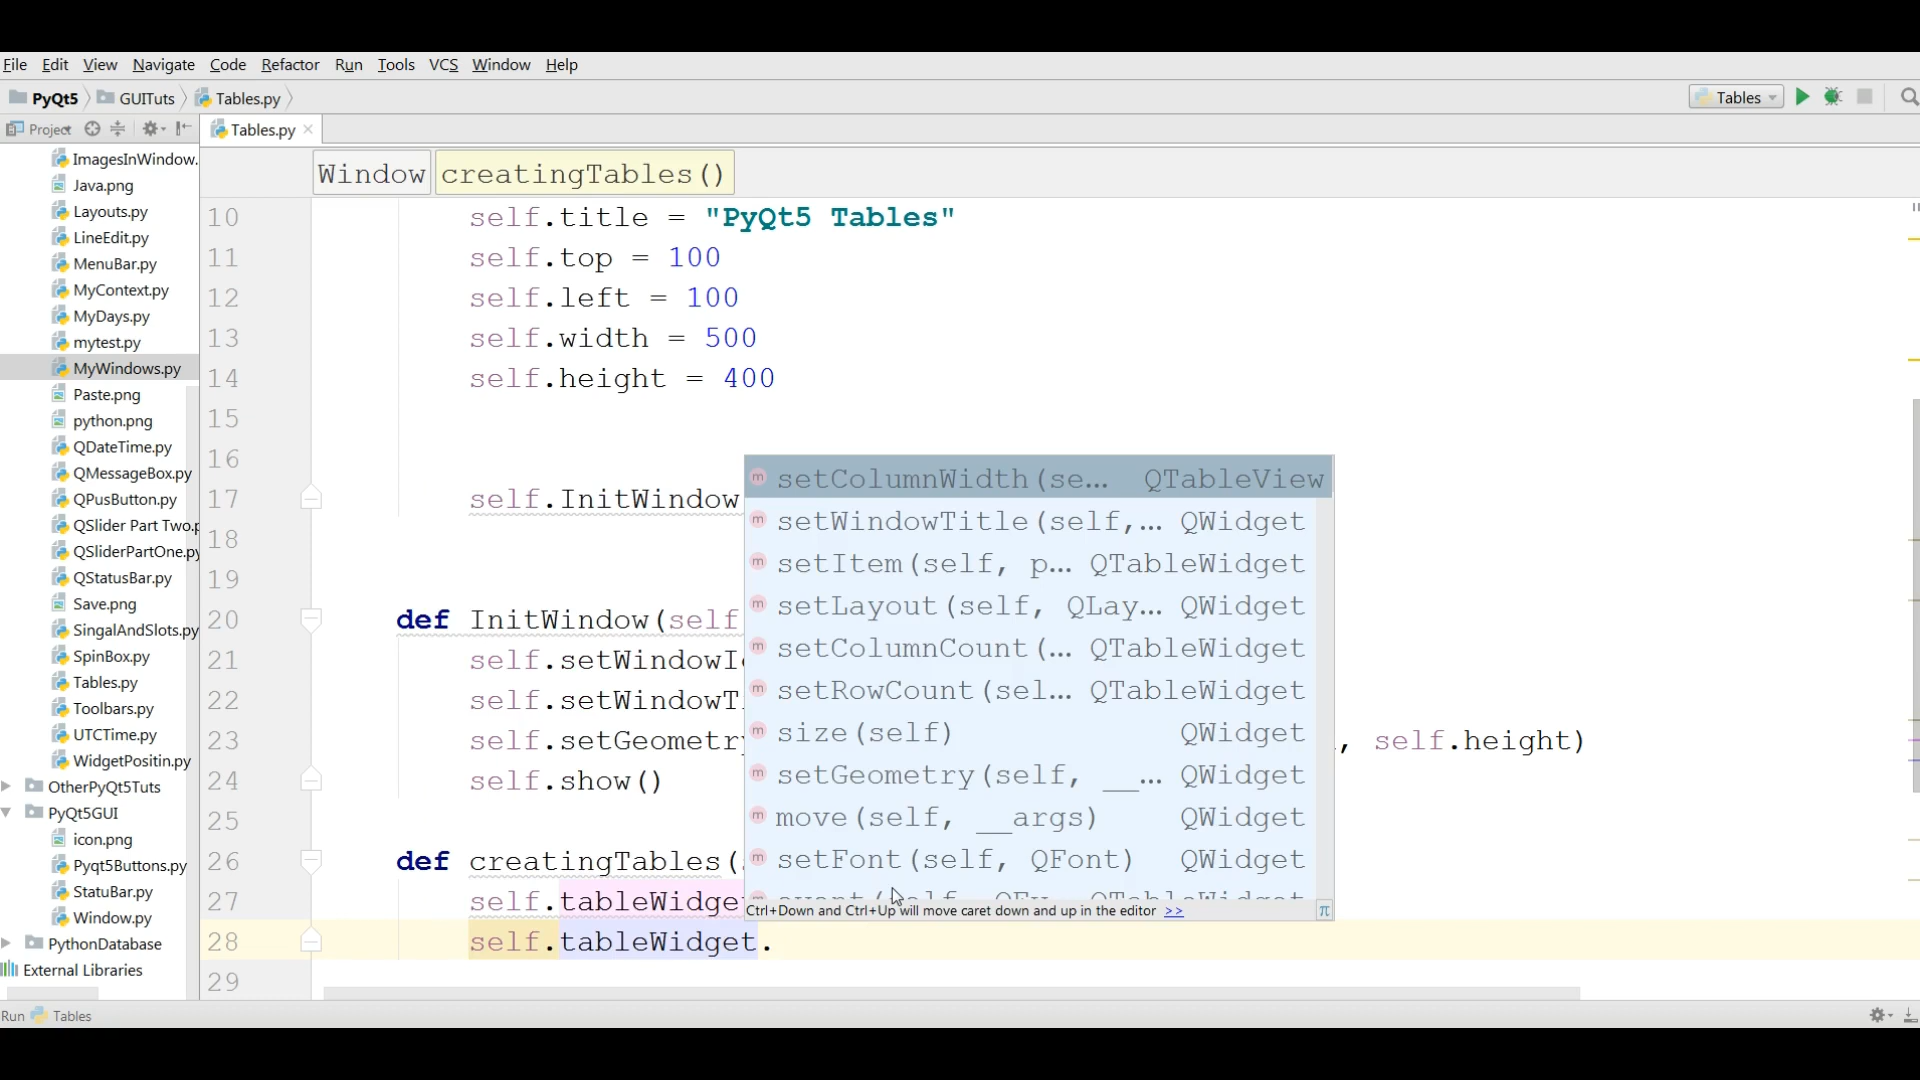 File Edit View Navigate Code Refactor Run Tools VCS Window Help
PyQt5 GUITuts Tables.py
Tables
Project
Tables.py
Window creatingTables()
ImagesInWindow.
Java.png
Layouts.py
LineEdit.py
MenuBar.py
MyContext.py
MyDays.py
mytest.py
MyWindows.py
Paste.png
python.png
QDateTime.py
QMessageBox.py
QPusButton.py
QSlider Part Two.p
QSliderPartOne.py
QStatusBar.py
Save.png
SingalAndSlots.py
SpinBox.py
Tables.py
Toolbars.py
UTCTime.py
WidgetPositin.py
OtherPyQt5Tuts
PyQt5GUI
icon.png
Pyqt5Buttons.py
StatuBar.py
Window.py
PythonDatabase
External Libraries
10 self.title = "PyQt5 Tables"
11 self.top = 100
12 self.left = 100
13 self.width = 500
14 self.height = 400
15
16
17 self.InitWindow
18
19
20 def InitWindow(self
21 self.setWindowI
22 self.setWindowT
23 self.setGeometry , self.height)
24 self.show()
25
26 def creatingTables(
27 self.tableWidge
28 self.tableWidget.
29
setColumnWidth(se... QTableView
setWindowTitle(self,... QWidget
setItem(self, p... QTableWidget
setLayout(self, QLay... QWidget
setColumnCount(... QTableWidget
setRowCount(sel... QTableWidget
size(self) QWidget
setGeometry(self, __... QWidget
move(self, __args) QWidget
setFont(self, QFont) QWidget
Ctrl+Down and Ctrl+Up will move caret down and up in the editor >>
π
Run Tables